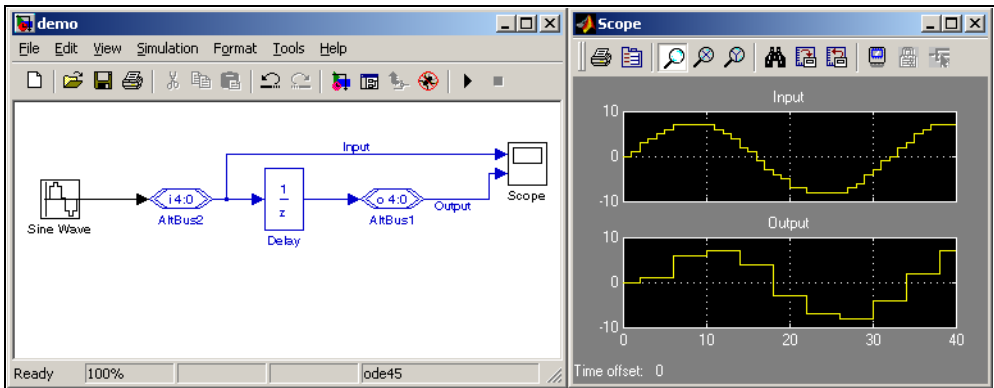 demo
File Edit View Simulation Format Tools Help
Input
Sine Wave
i 4:0
AltBus2
1
z
Delay
o 4:0
AltBus1
Output
Scope
Ready 100% ode45
Scope
Input
10
0
-10
Output
10
0
-10
0 10 20 30 40
Time offset: 0